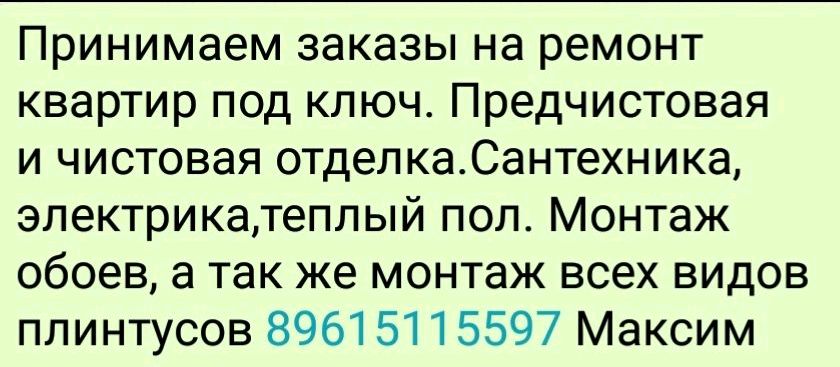 Принимаем заказы на ремонт
квартир под ключ. Предчистовая
и чистовая отделка.Сантехника,
электрика,теплый пол. Монтаж
обоев, а так же монтаж всех видов
плинтусов 89615115597 Максим